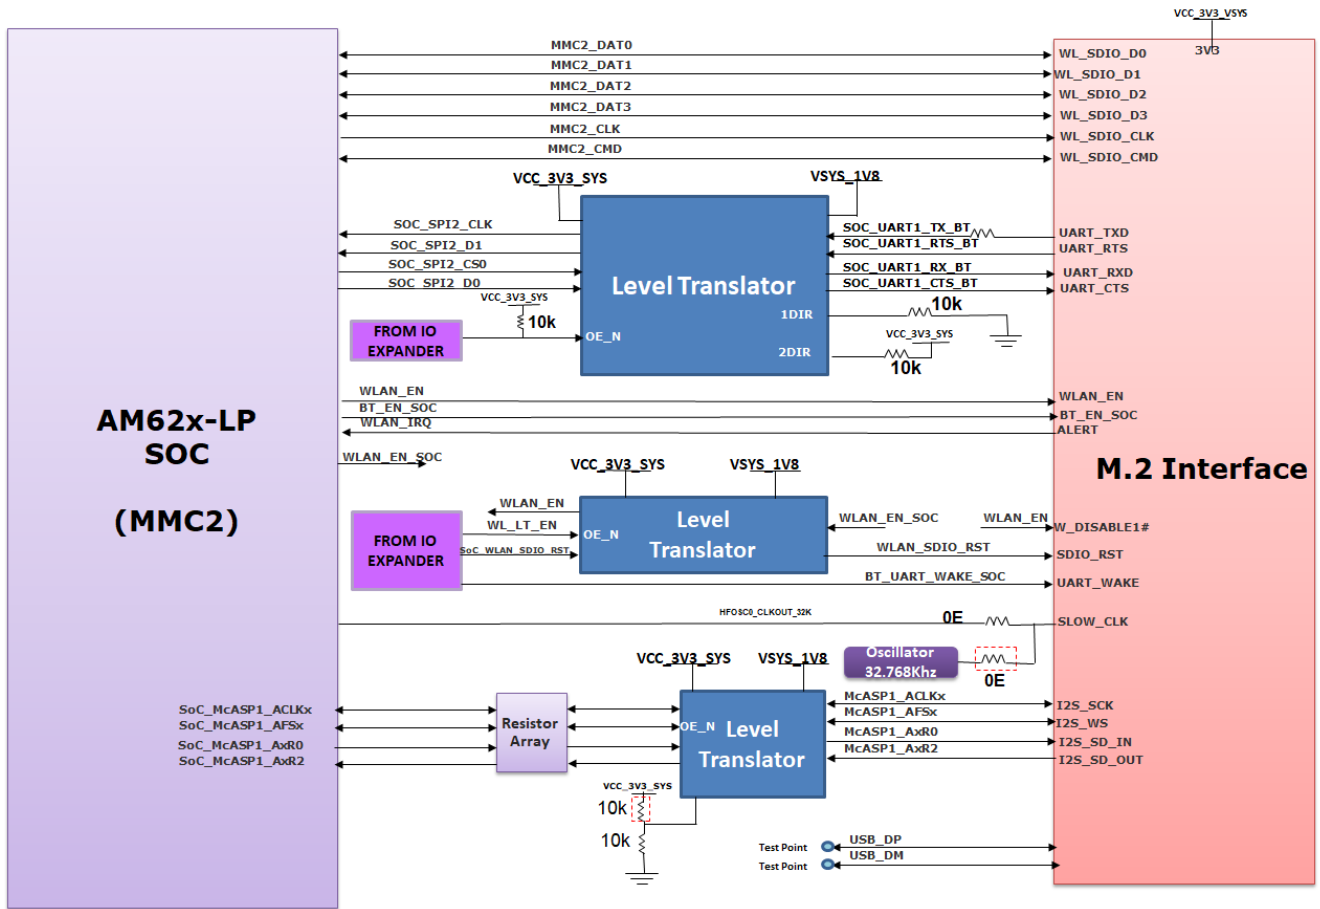 VCC_3V3_VSYS
3V3
MMC2_DAT0
WL_SDIO_D0
MMC2_DAT1
WL_SDIO_D1
MMC2_DAT2
WL_SDIO_D2
MMC2_DAT3
WL_SDIO_D3
MMC2_CLK
WL_SDIO_CLK
MMC2_CMD
WL_SDIO_CMD
VCC_3V3_SYS
VSYS_1V8
SOC_SPI2_CLK
SOC_UART1_TX_BT
UART_TXD
SOC_SPI2_D1
SOC_UART1_RTS_BT
UART_RTS
SOC_SPI2_CS0
SOC_UART1_RX_BT
UART_RXD
SOC_SPI2_D0
SOC_UART1_CTS_BT
UART_CTS
Level Translator
VCC_3V3_SYS
10k
1DIR
10k
FROM IO
EXPANDER
OE_N
VCC_3V3_SYS
2DIR
10k
WLAN_EN
WLAN_EN
BT_EN_SOC
BT_EN_SOC
WLAN_IRQ
ALERT
AM62x-LP
SOC
(MMC2)
M.2 Interface
WLAN_EN_SOC
VCC_3V3_SYS
VSYS_1V8
WLAN_EN
Level
Translator
WLAN_EN_SOC
WLAN_EN
W_DISABLE1#
FROM IO
EXPANDER
WL_LT_EN
OE_N
SoC_WLAN_SDIO_RST
WLAN_SDIO_RST
SDIO_RST
BT_UART_WAKE_SOC
UART_WAKE
HFOSC0_CLKOUT_32K
0E
SLOW_CLK
Oscillator
32.768Khz
0E
VCC_3V3_SYS
VSYS_1V8
SoC_McASP1_ACLKx
McASP1_ACLKx
I2S_SCK
SoC_McASP1_AFSx
McASP1_AFSx
I2S_WS
SoC_McASP1_AxR0
McASP1_AxR0
I2S_SD_IN
SoC_McASP1_AxR2
McASP1_AxR2
I2S_SD_OUT
Resistor
Array
OE_N
Level
Translator
VCC_3V3_SYS
10k
10k
Test Point
USB_DP
Test Point
USB_DM